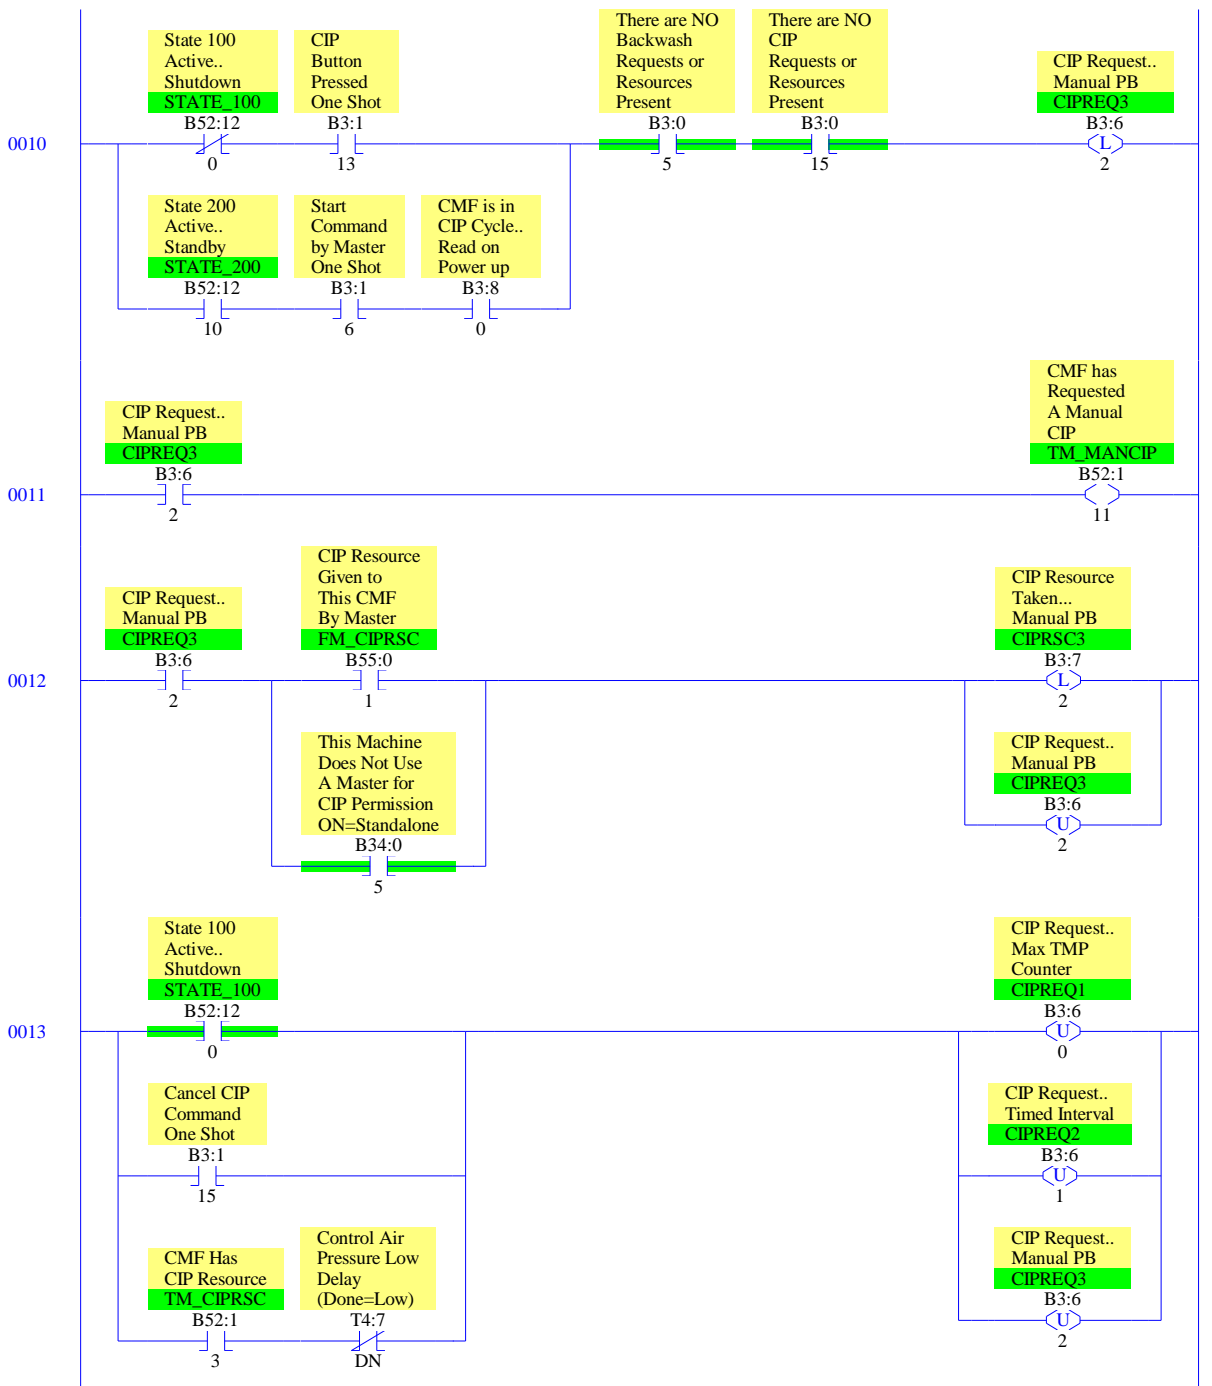 State 100
Active..
Shutdown
STATE_100
B52:12
0
CIP
Button
Pressed
One Shot
B3:1
13
There are NO
Backwash
Requests or
Resources
Present
B3:0
5
There are NO
CIP
Requests or
Resources
Present
B3:0
15
CIP Request..
Manual PB
CIPREQ3
B3:6
L
2
0010
State 200
Active..
Standby
STATE_200
B52:12
10
Start
Command
by Master
One Shot
B3:1
6
CMF is in
CIP Cycle..
Read on
Power up
B3:8
0
CIP Request..
Manual PB
CIPREQ3
B3:6
2
CMF has
Requested
A Manual
CIP
TM_MANCIP
B52:1
11
0011
CIP Request..
Manual PB
CIPREQ3
B3:6
2
CIP Resource
Given to
This CMF
By Master
FM_CIPRSC
B55:0
1
CIP Resource
Taken...
Manual PB
CIPRSC3
B3:7
L
2
0012
This Machine
Does Not Use
A Master for
CIP Permission
ON=Standalone
B34:0
5
CIP Request..
Manual PB
CIPREQ3
B3:6
U
2
State 100
Active..
Shutdown
STATE_100
B52:12
0
CIP Request..
Max TMP
Counter
CIPREQ1
B3:6
U
0
0013
Cancel CIP
Command
One Shot
B3:1
15
CIP Request..
Timed Interval
CIPREQ2
B3:6
U
1
CMF Has
CIP Resource
TM_CIPRSC
B52:1
3
Control Air
Pressure Low
Delay
(Done=Low)
T4:7
DN
CIP Request..
Manual PB
CIPREQ3
B3:6
U
2